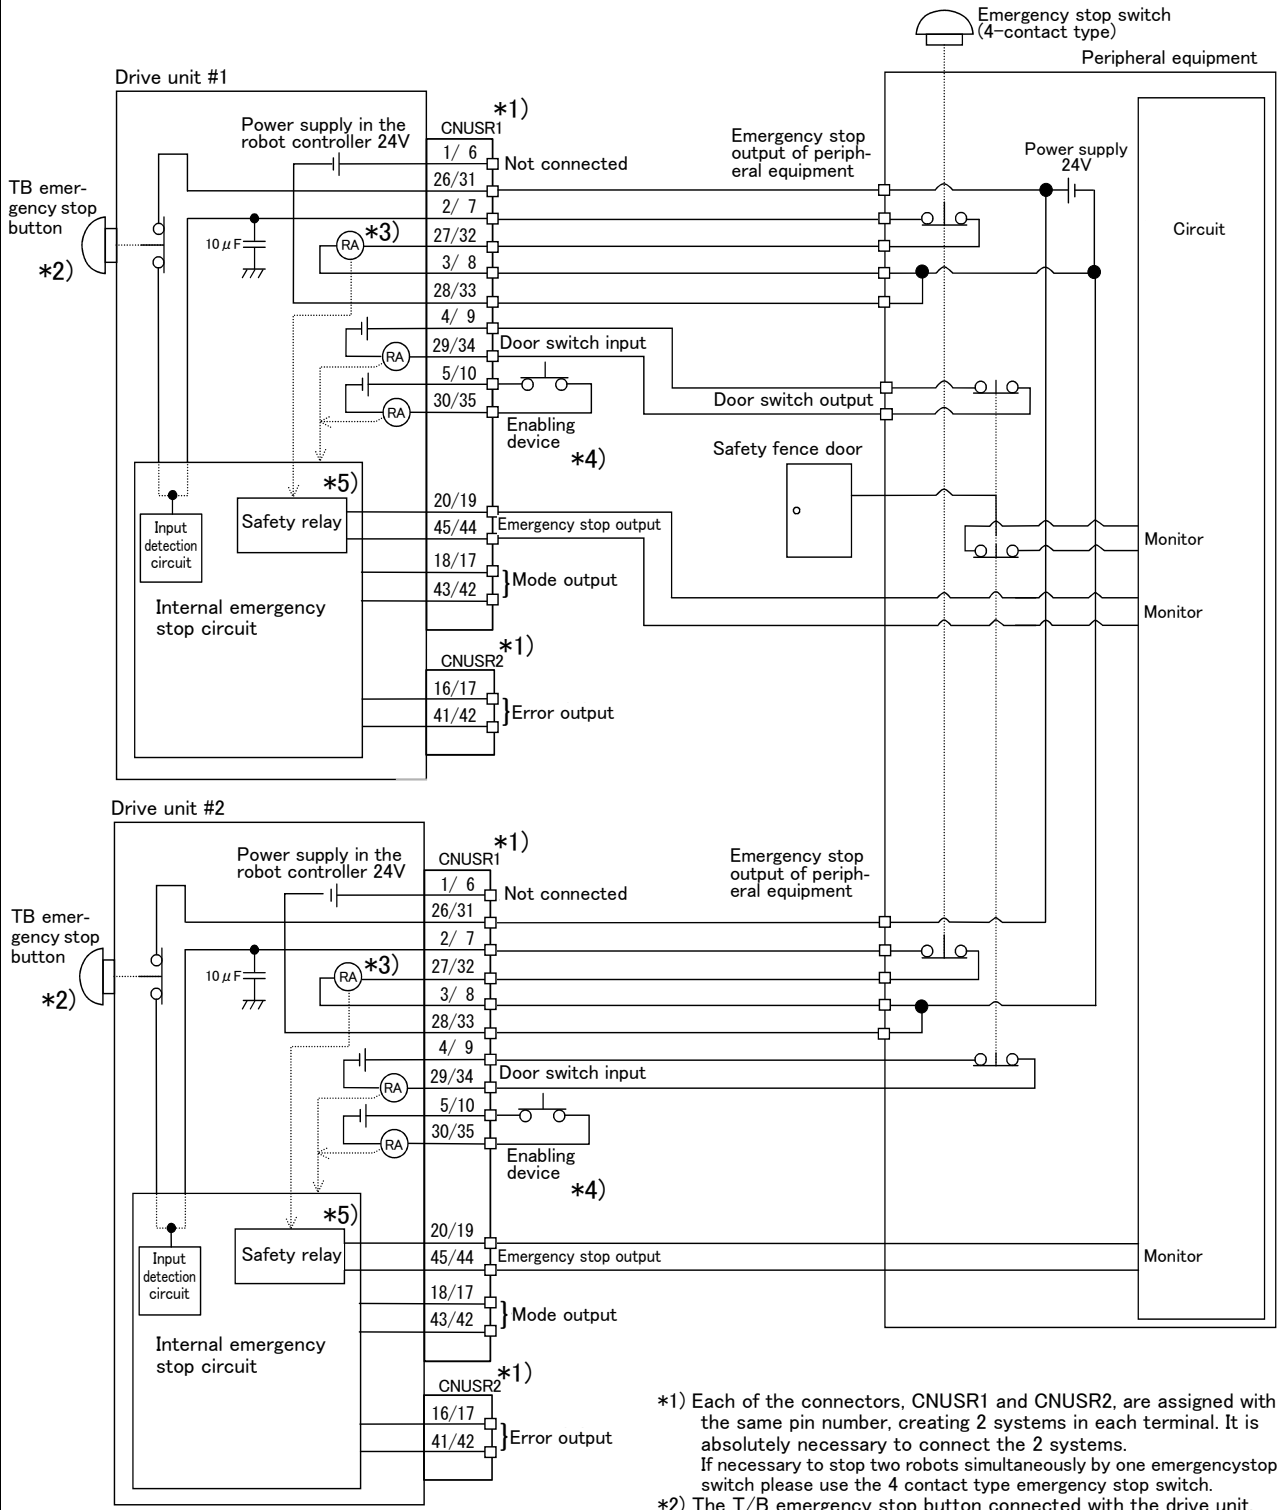 Emergency stop switch
(4-contact type)
Peripheral equipment
Drive unit #1
*1)
CNUSR1
Power supply in the
robot controller 24V
1/ 6
Not connected
26/31
2/ 7
27/32
3/ 8
28/33
4/ 9
29/34
5/10
30/35
TB emer-
gency stop
button
*2)
10μF
RA
*3)
RA
RA
Door switch input
Enabling
device
*4)
Emergency stop
output of periph-
eral equipment
Power supply
24V
Circuit
Door switch output
Safety fence door
*5)
Safety relay
Input
detection
circuit
Internal emergency
stop circuit
20/19
45/44
Emergency stop output
18/17
43/42
Mode output
Monitor
Monitor
*1)
CNUSR2
16/17
41/42
Error output
Drive unit #2
*1)
CNUSR1
Power supply in the
robot controller 24V
1/ 6
Not connected
26/31
2/ 7
27/32
3/ 8
28/33
4/ 9
29/34
5/10
30/35
TB emer-
gency stop
button
*2)
10μF
RA
*3)
RA
RA
Door switch input
Enabling
device
*4)
Emergency stop
output of periph-
eral equipment
*5)
Safety relay
Input
detection
circuit
Internal emergency
stop circuit
20/19
45/44
Emergency stop output
18/17
43/42
Mode output
Monitor
*1)
CNUSR2
16/17
41/42
Error output
*1) Each of the connectors, CNUSR1 and CNUSR2, are assigned with
the same pin number, creating 2 systems in each terminal. It is
absolutely necessary to connect the 2 systems.
If necessary to stop two robots simultaneously by one emergencystop
switch please use the 4 contact type emergency stop switch.
*2) The T/B emergency stop button connected with the drive unit